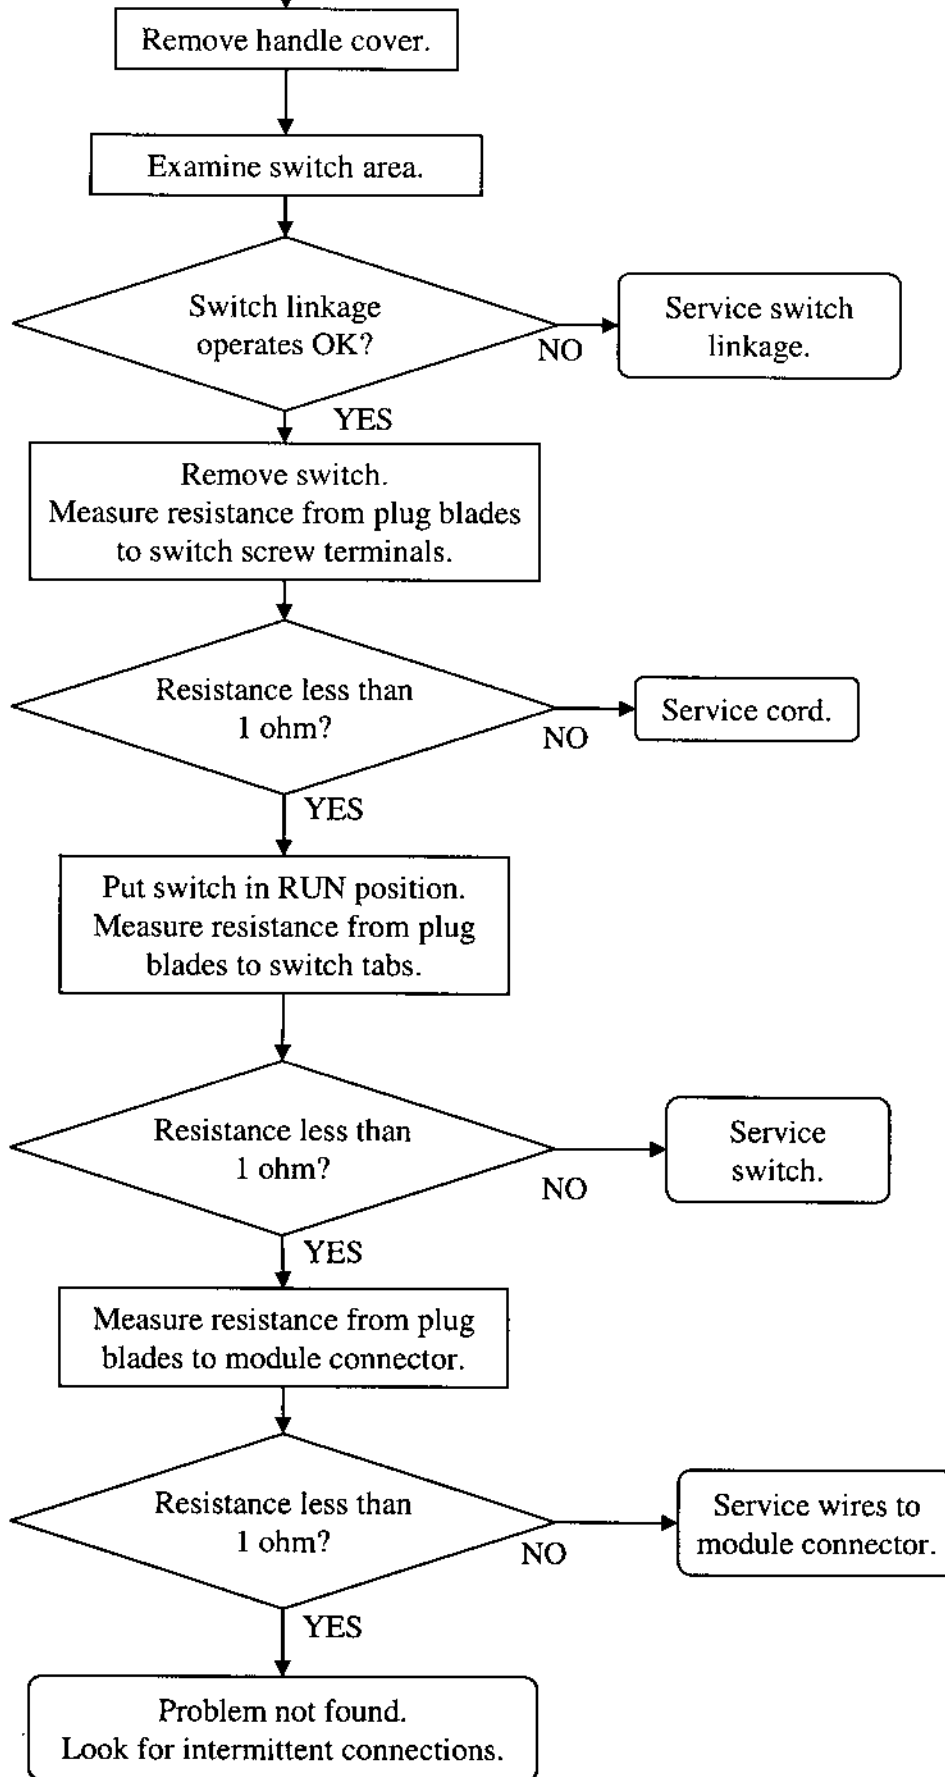 Remove handle cover.
Examine switch area.
Switch linkage
operates OK?
NO
Service switch
linkage.
YES
Remove switch.
Measure resistance from plug blades
to switch screw terminals.
Resistance less than
1 ohm?
NO
Service cord.
YES
Put switch in RUN position.
Measure resistance from plug
blades to switch tabs.
Resistance less than
1 ohm?
NO
Service
switch.
YES
Measure resistance from plug
blades to module connector.
Resistance less than
1 ohm?
NO
Service wires to
module connector.
YES
Problem not found.
Look for intermittent connections.